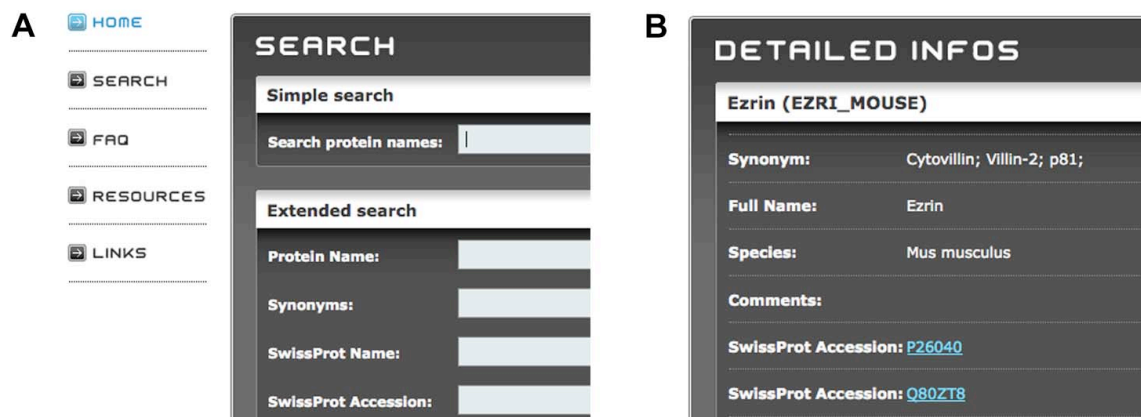 A
HOME
SEARCH
FAQ
RESOURCES
LINKS
SEARCH
Simple search
Search protein names:
Extended search
Protein Name:
Synonyms:
SwissProt Name:
SwissProt Accession:
B
DETAILED INFOS
Ezrin (EZRI_MOUSE)
Synonym: Cytovillin; Villin-2; p81;
Full Name: Ezrin
Species: Mus musculus
Comments:
SwissProt Accession: P26040
SwissProt Accession: Q80ZT8